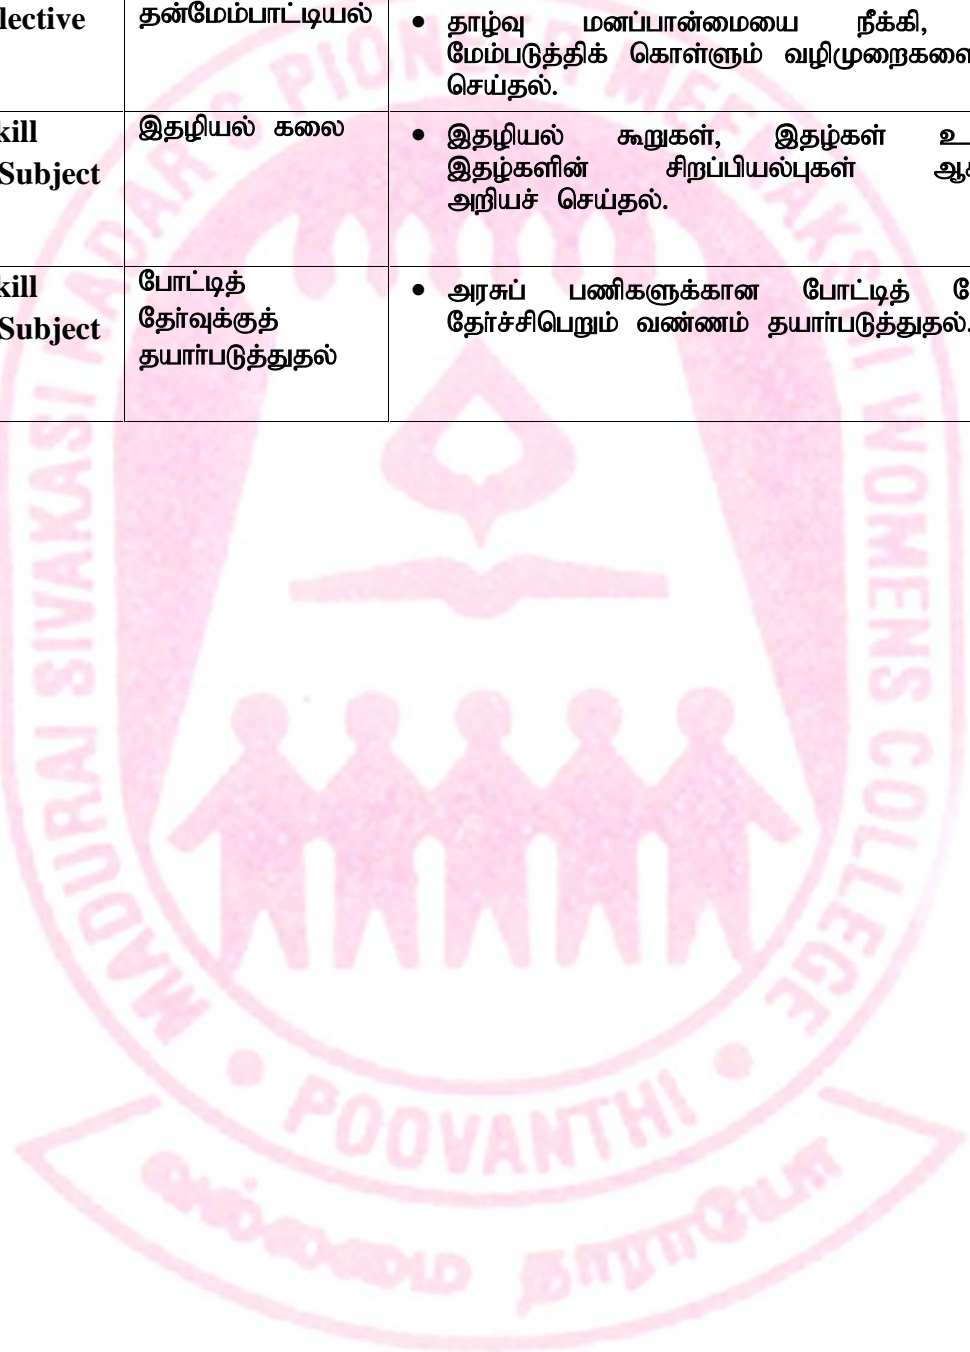 lective
தன்மேம்பாட்டியல்
தாழ்வு மனப்பான்மையை நீக்கி,
மேம்படுத்திக் கொள்ளும் வழிமுறைகளை
செய்தல்.
kill
Subject
இதழியல் கலை
இதழியல் கூறுகள், இதழ்கள்
இதழ்களின் சிறப்பியல்புகள்
அறியச் செய்தல்.
kill
Subject
போட்டித்
தேர்வுக்குத்
தயார்படுத்துதல்
அரசுப் பணிகளுக்கான போட்டித்
தேர்ச்சிபெறும் வண்ணம் தயார்படுத்துதல்.
MADURAI SIVAKASI NADARS PIONEER MEENAKSHI WOMENS COLLEGE
POOVANTHI
வல்லமை தாராயோ